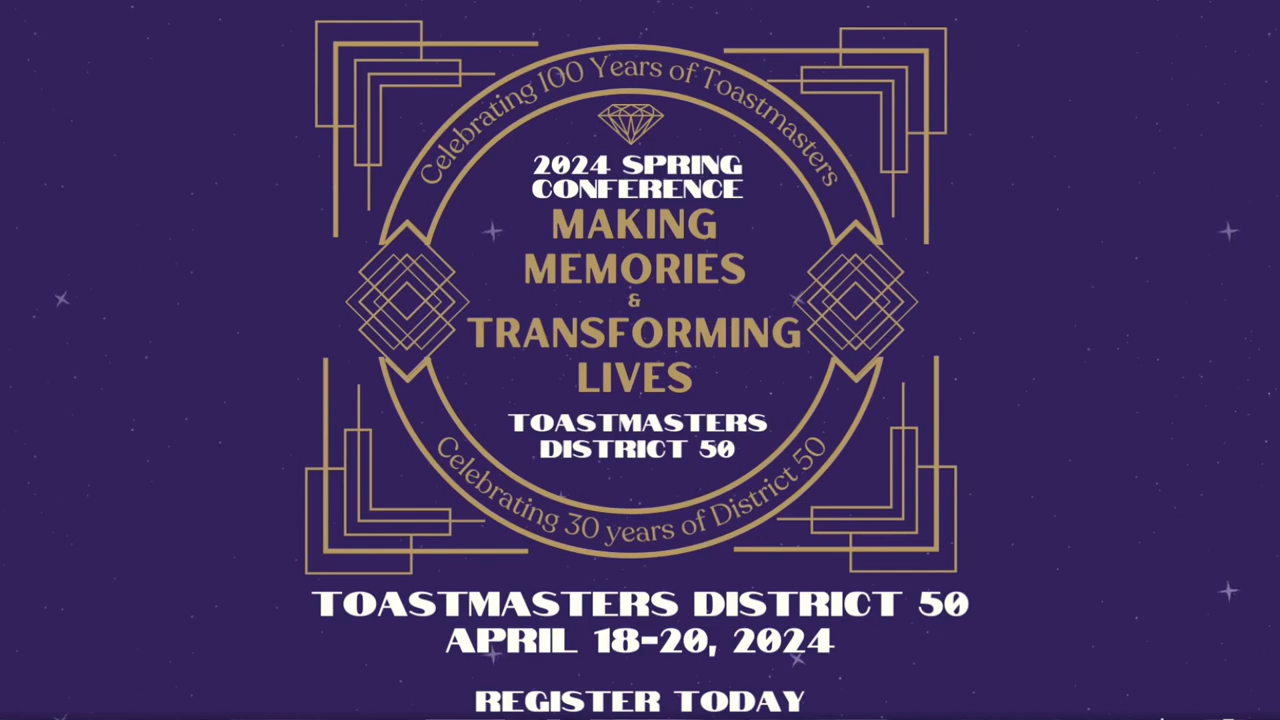 Celebrating 100 Years of Toastmasters
2024 SPRING
CONFERENCE
MAKING
MEMORIES
&
TRANSFORMING
LIVES
TOASTMASTERS
DISTRICT 50
Celebrating 30 years of District 50
TOASTMASTERS DISTRICT 50
APRIL 18-20, 2024
REGISTER TODAY